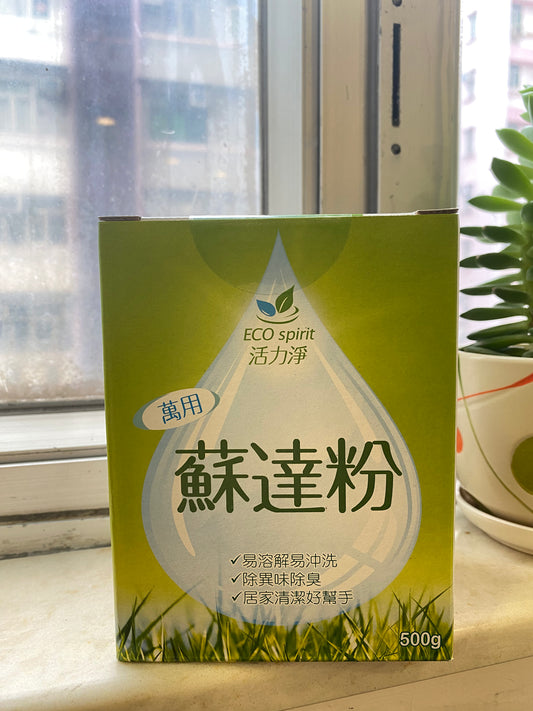 ECO spirit
活力淨
萬用
蘇達粉
✓易溶解易沖洗
✓除異味除臭
✓居家清潔好幫手
500g